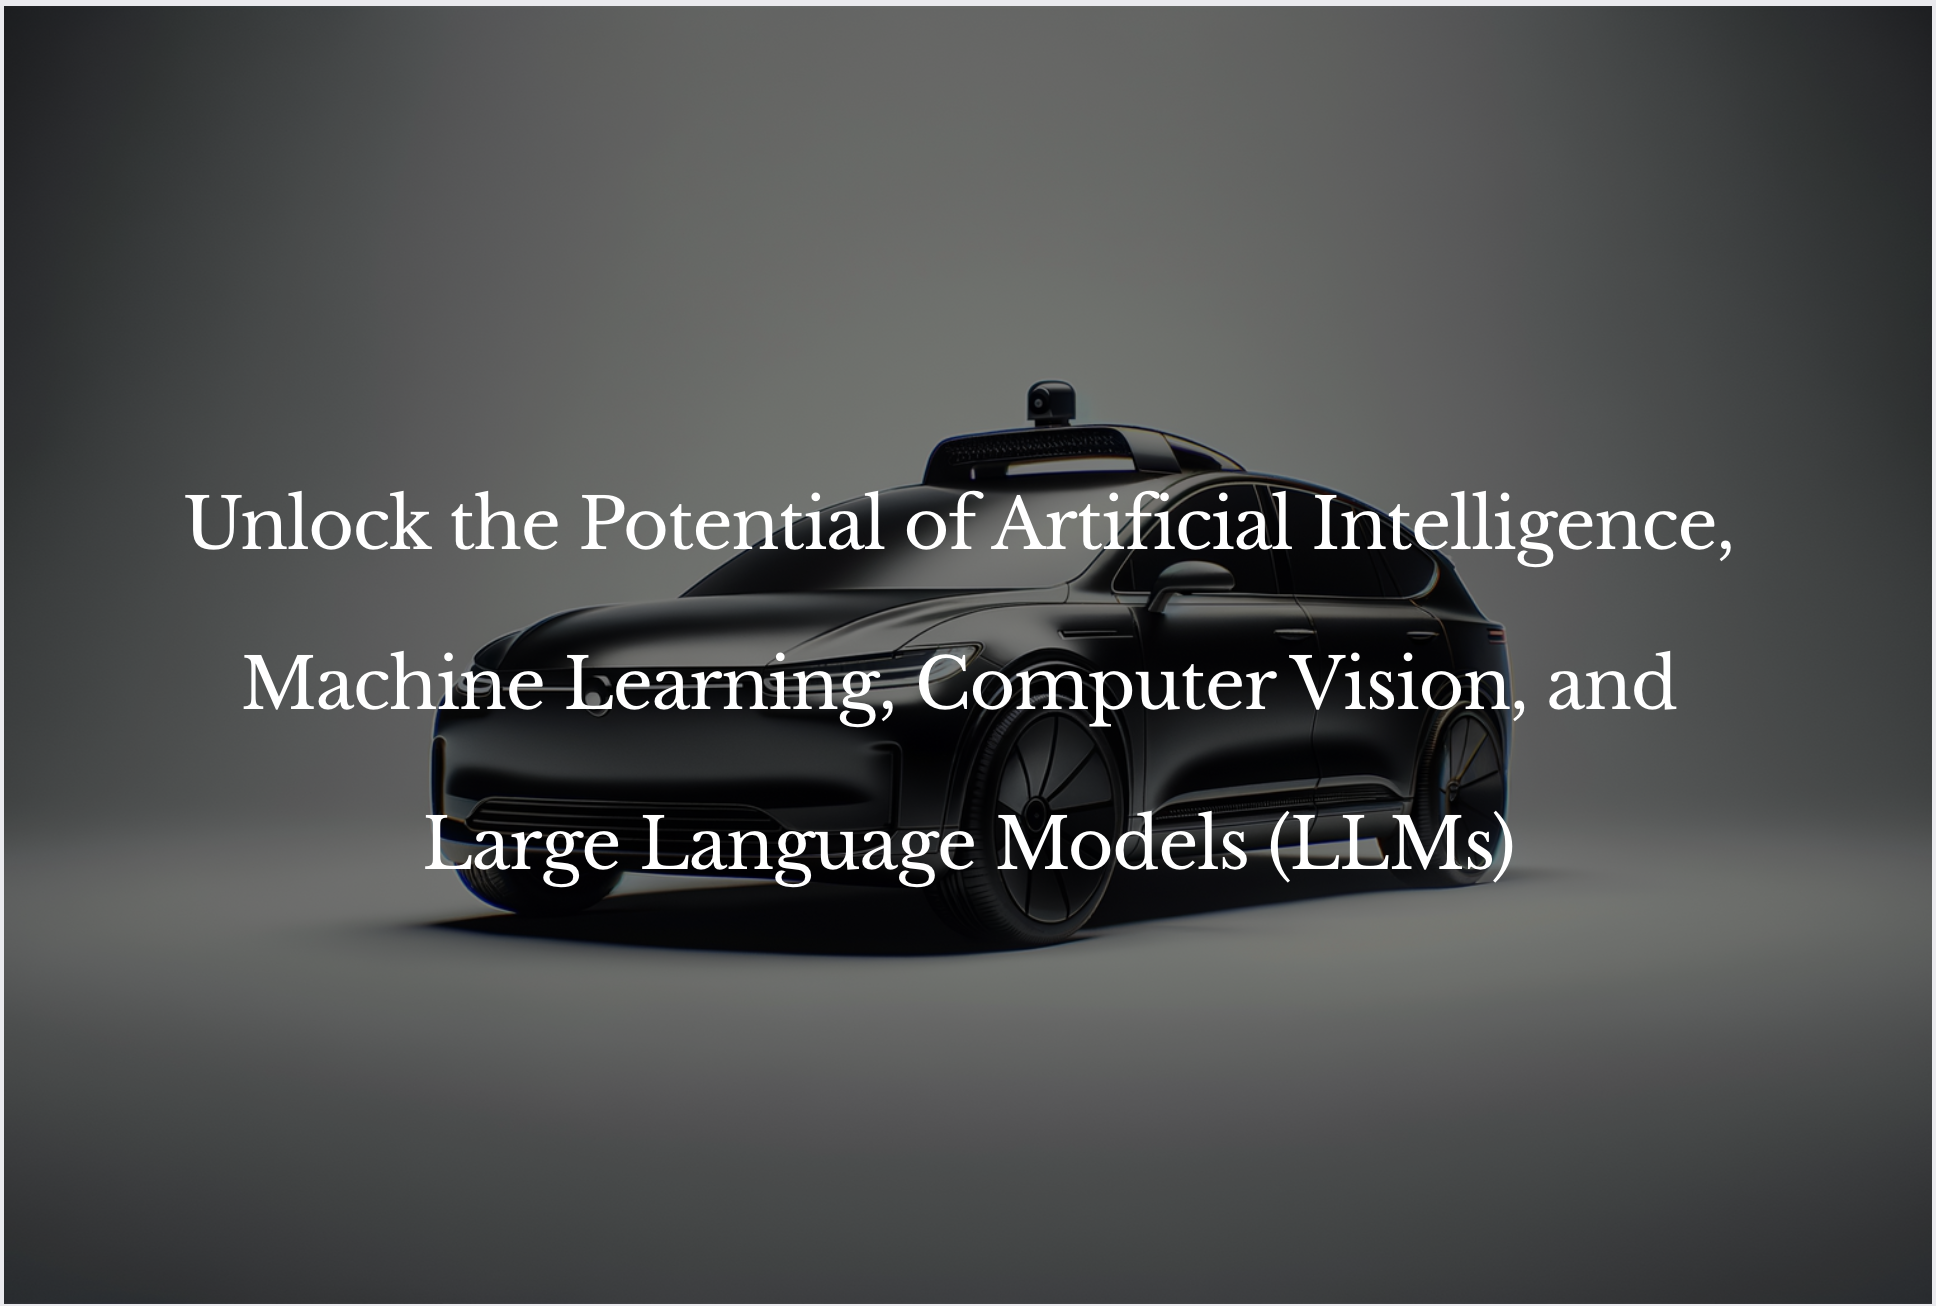 Unlock the Potential of Artificial Intelligence,
Machine Learning, Computer Vision, and
Large Language Models (LLMs)